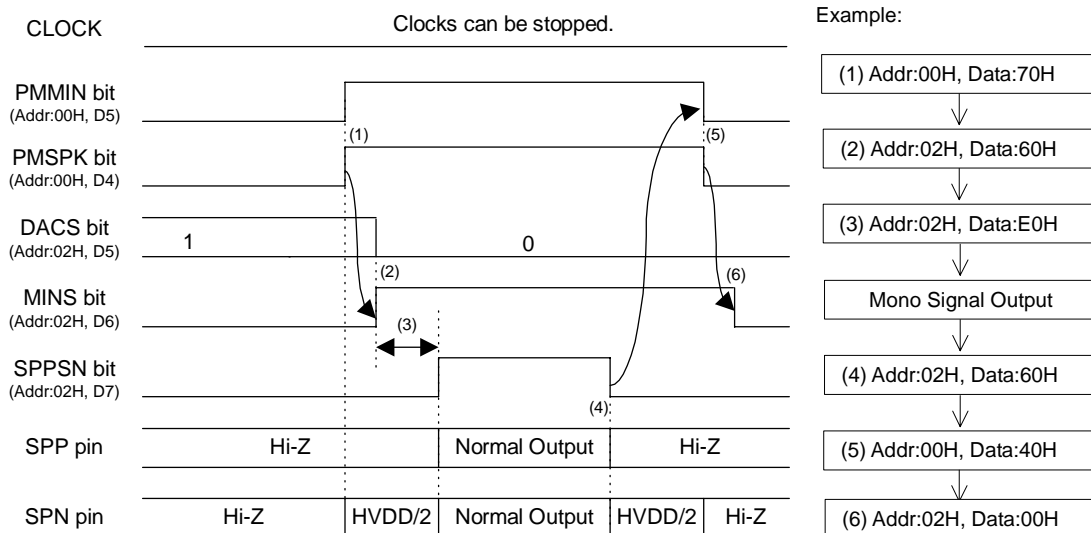 CLOCK
Clocks can be stopped.
Example:
PMMIN bit
(Addr:00H, D5)
(1)
(5)
PMSPK bit
(Addr:00H, D4)
DACS bit
(Addr:02H, D5)
1
0
(2)
(6)
MINS bit
(Addr:02H, D6)
(3)
SPPSN bit
(Addr:02H, D7)
(4)
SPP pin
Hi-Z
Normal Output
Hi-Z
SPN pin
Hi-Z
HVDD/2
Normal Output
HVDD/2
Hi-Z
(1) Addr:00H, Data:70H
(2) Addr:02H, Data:60H
(3) Addr:02H, Data:E0H
Mono Signal Output
(4) Addr:02H, Data:60H
(5) Addr:00H, Data:40H
(6) Addr:02H, Data:00H